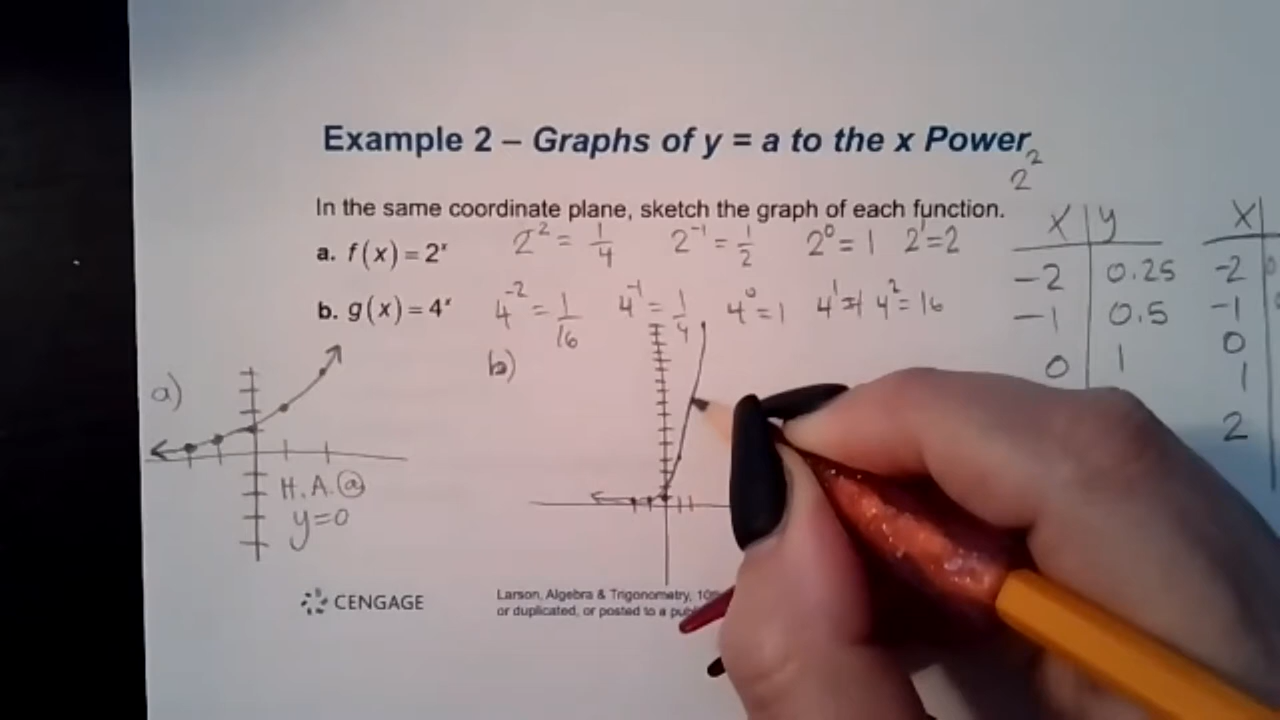 Example 2 – Graphs of y = a to the x Power
2²
In the same coordinate plane, sketch the graph of each function.
a. f(x) = 2ˣ
2² = 1/4 2⁻¹ = 1/2 2⁰ = 1 2¹ = 2
b. g(x) = 4ˣ
4⁻² = 1/16 4⁻¹ = 1/4 4⁰ = 1 4¹ = 4 4² = 16
x y
-2 0.25
-1 0.5
0 1
x
-2 0
-1
0
1
2
a)
H.A.@
y=0
b)
CENGAGE
Larson, Algebra & Trigonometry,
or duplicated, or posted to a